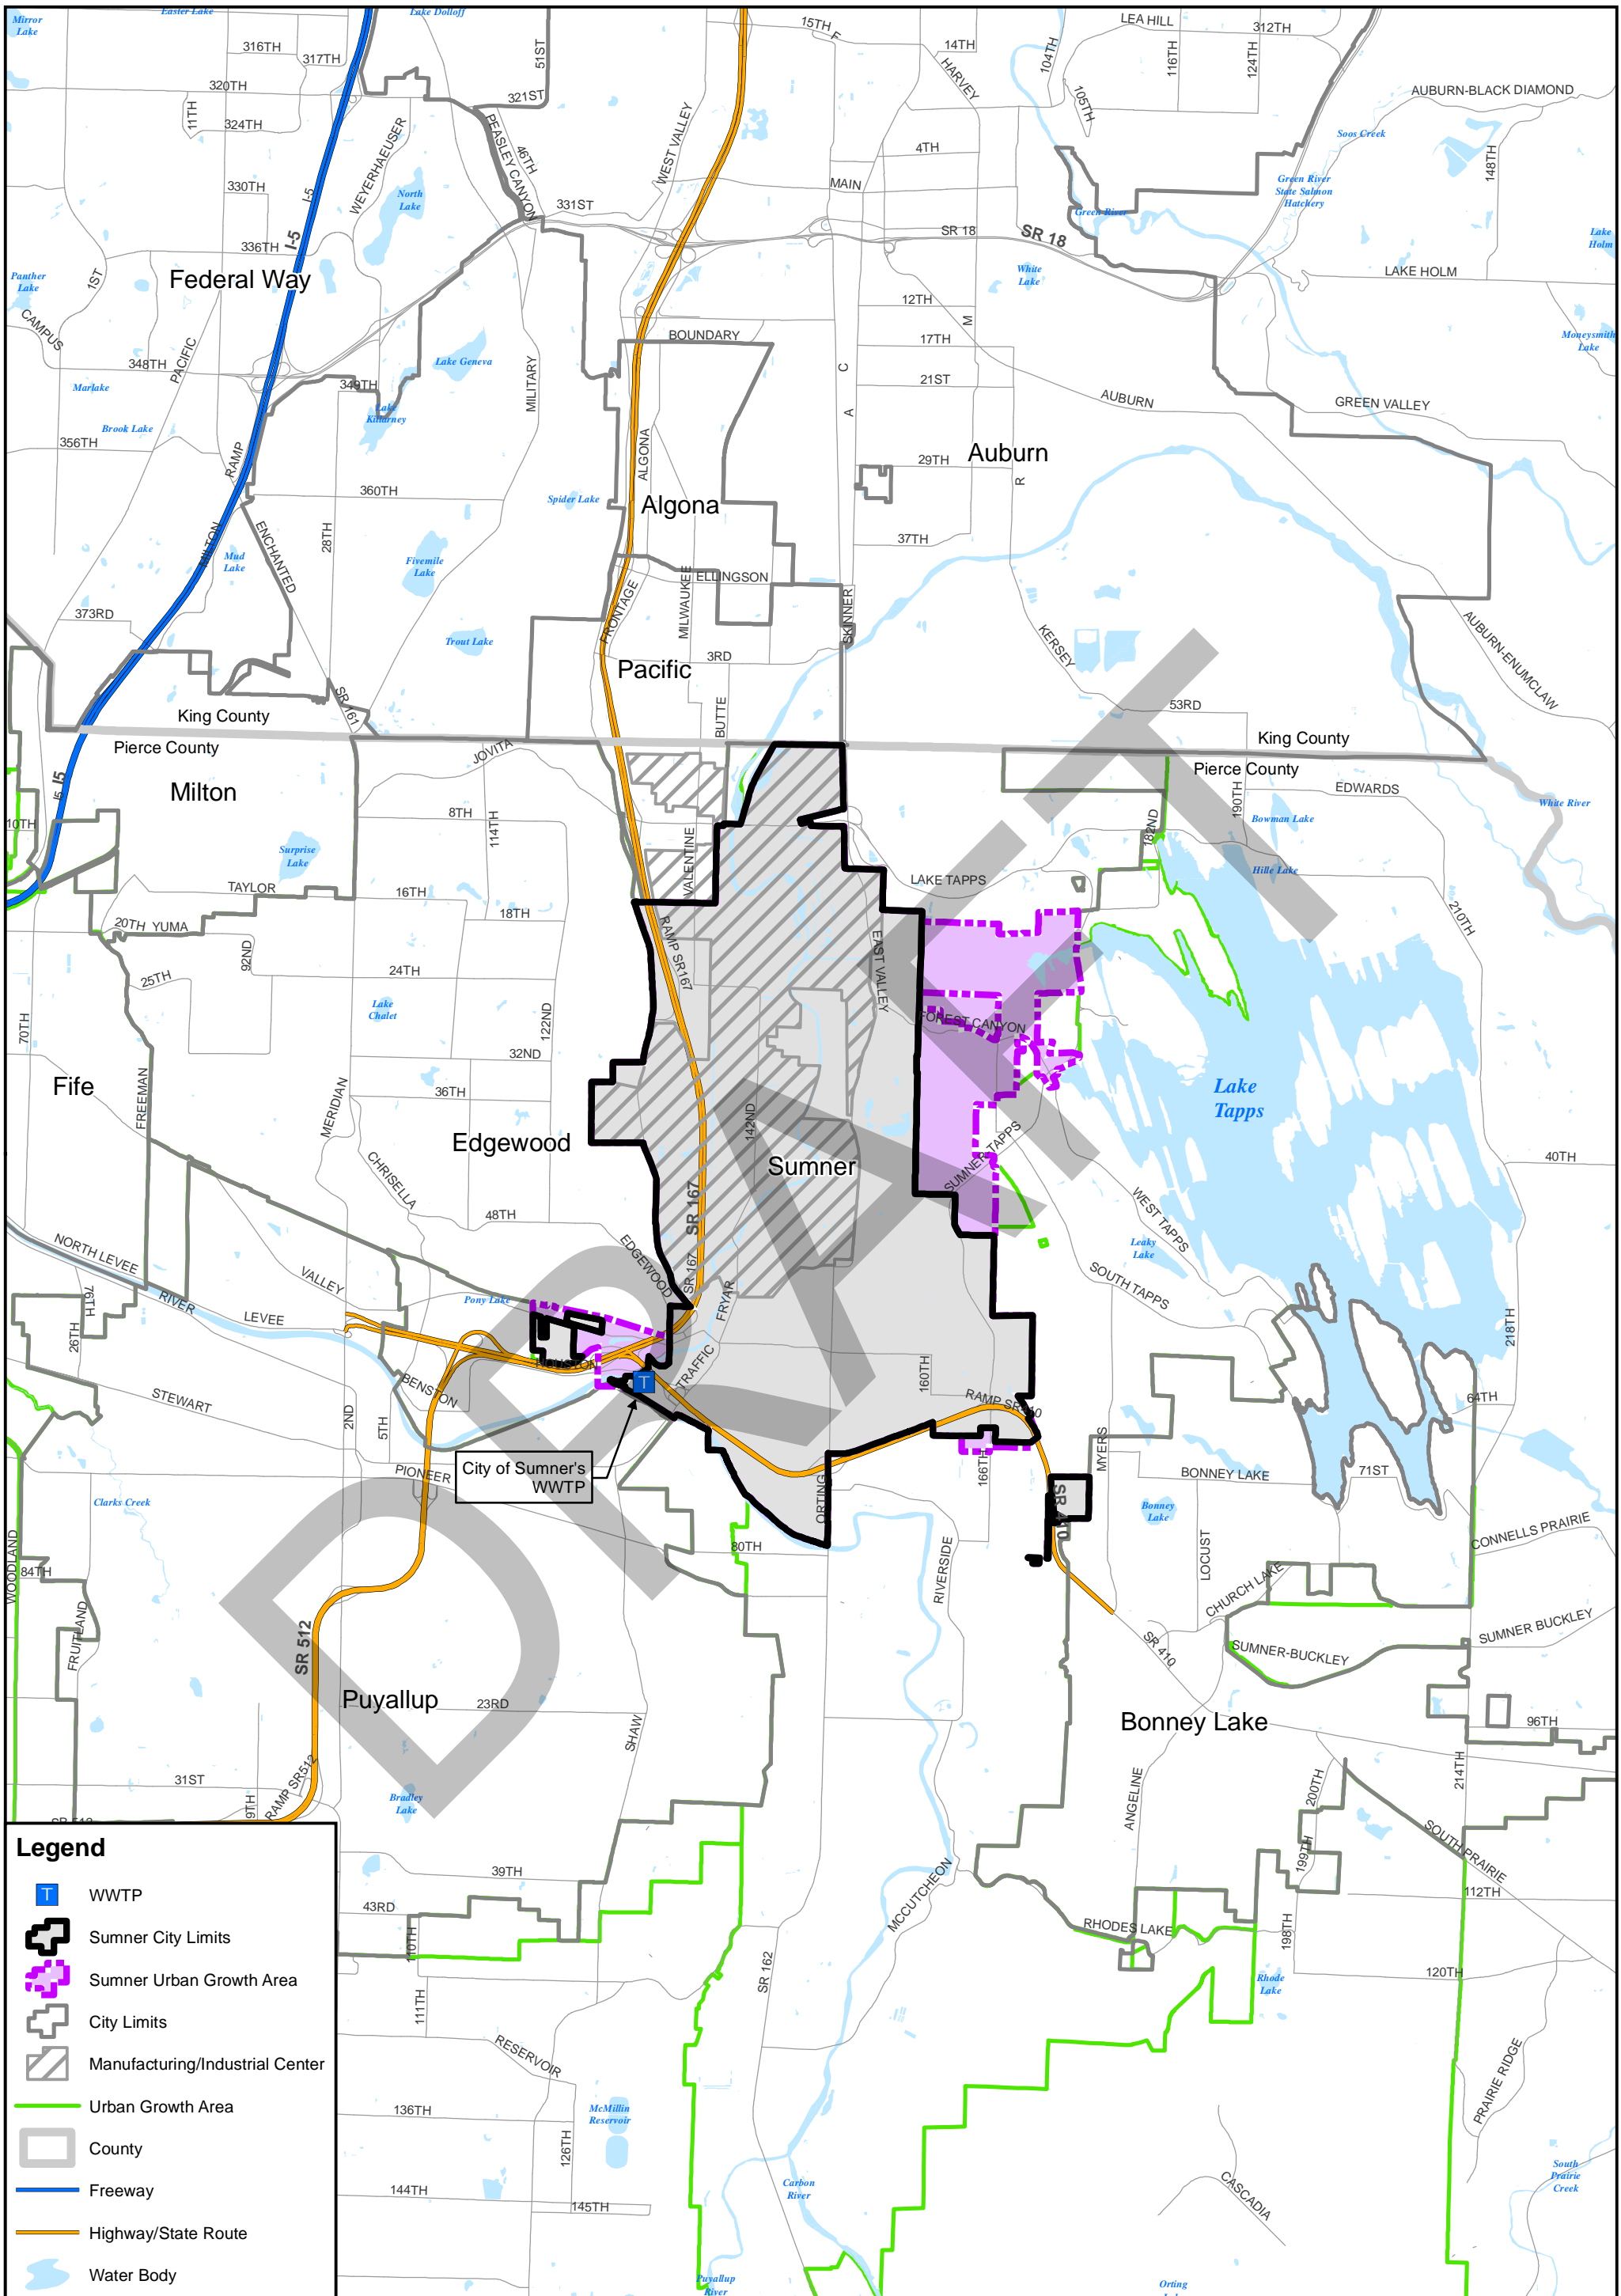 Mirror
Lake
Easter Lake
Lake Dolloff
316TH
317TH
51ST
15TH
F
14TH
LEA HILL
312TH
104TH
116TH
124TH
320TH
11TH
324TH
321ST
HARVEY
105TH
AUBURN-BLACK DIAMOND
Soos Creek
WEYERHAEUSER
PEASLEY CANYON
46TH
WEST VALLEY
4TH
148TH
330TH
I-5
North
Lake
MAIN
Green River
State Salmon
Hatchery
331ST
Green River
336TH
I-5
SR 18
SR 18
Lake
Holm
Federal Way
Panther
Lake
1ST
White
Lake
LAKE HOLM
CAMPUS
12TH
M
BOUNDARY
17TH
Moneysmith
Lake
348TH
PACIFIC
Lake Geneva
MILITARY
C
21ST
Marlake
349TH
Lake
Killarney
A
AUBURN
GREEN VALLEY
Brook Lake
356TH
RAMP
ALGONA
Auburn
29TH
R
360TH
Spider Lake
Algona
MILTON
ENCHANTED
28TH
37TH
Mud
Lake
Fivemile
Lake
ELLINGSON
MILWAUKEE
373RD
FRONTAGE
SKINNER
KERSEY
AUBURN-ENUMCLAW
Trout Lake
3RD
Pacific
SR 161
BUTTE
53RD
King County
King County
Pierce County
JOVITA
Pierce County
I5
I5
Milton
190TH
EDWARDS
White River
10TH
8TH
114TH
182ND
Bowman Lake
Surprise
Lake
VALENTINE
Hille Lake
LAKE TAPPS
TAYLOR
16TH
18TH
210TH
20TH
YUMA
92ND
RAMP SR167
EAST VALLEY
25TH
24TH
Lake
Chalet
122ND
FOREST CANYON
70TH
32ND
Fife
FREEMAN
36TH
Lake
Tapps
MERIDIAN
142ND
Edgewood
Sumner
SUMNER-TAPPS
40TH
CHRISELLA
SR 167
WEST TAPPS
48TH
NORTH LEVEE
EDGEWOOD
Leaky
Lake
VALLEY
SR 167
SOUTH TAPPS
RIVER
76TH
LEVEE
Pony Lake
FRYAR
26TH
218TH
HOUSTON
TRAFFIC
160TH
STEWART
BENSTON
T
RAMP SR410
64TH
2ND
5TH
MYERS
PIONEER
City of Sumner's
WWTP
ORTING
166TH
BONNEY LAKE
71ST
Clarks Creek
SR 410
Bonney
Lake
CONNELLS PRAIRIE
WOODLAND
84TH
80TH
RIVERSIDE
LOCUST
CHURCH LAKE
FRUITLAND
SR 512
SR 410
SUMNER-BUCKLEY
SUMNER BUCKLEY
Puyallup
23RD
SHAW
Bonney Lake
96TH
31ST
9TH
RAMP SR512
Bradley
Lake
ANGELINE
200TH
214TH
SR 512
SOUTH PRAIRIE
39TH
199TH
MCCUTCHEON
112TH
43RD
110TH
RHODES LAKE
198TH
SR 162
Rhode
Lake
120TH
111TH
RESERVOIR
PRAIRIE RIDGE
136TH
McMillin
Reservoir
126TH
Carbon
River
CASCADIA
South
Prairie
Creek
144TH
145TH
Puyallup
River
Orting
DRAFT
Legend
T
WWTP
Sumner City Limits
Sumner Urban Growth Area
City Limits
Manufacturing/Industrial Center
Urban Growth Area
County
Freeway
Highway/State Route
Water Body